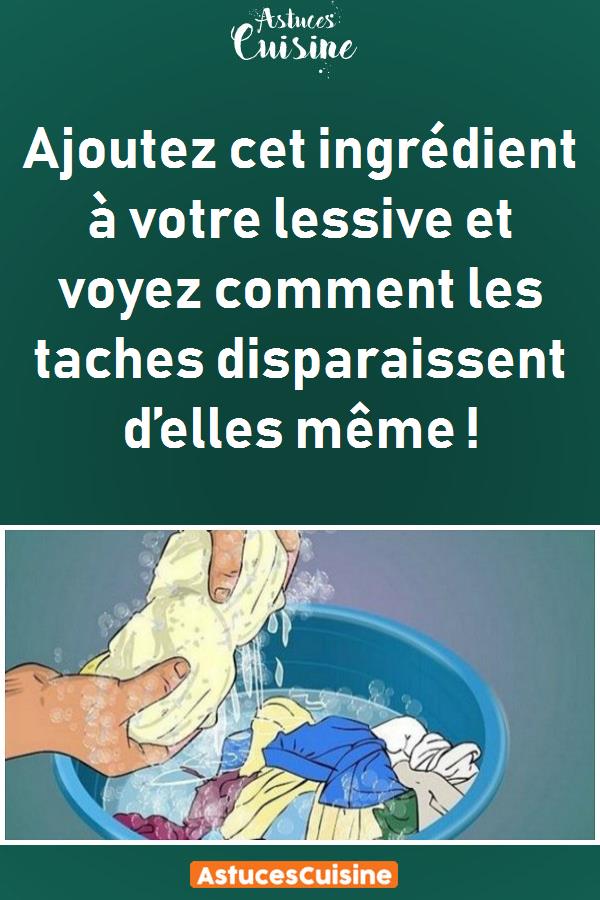 Astuces
Cuisine
Ajoutez cet ingrédient
à votre lessive et
voyez comment les
taches disparaissent
d'elles même !
AstucesCuisine